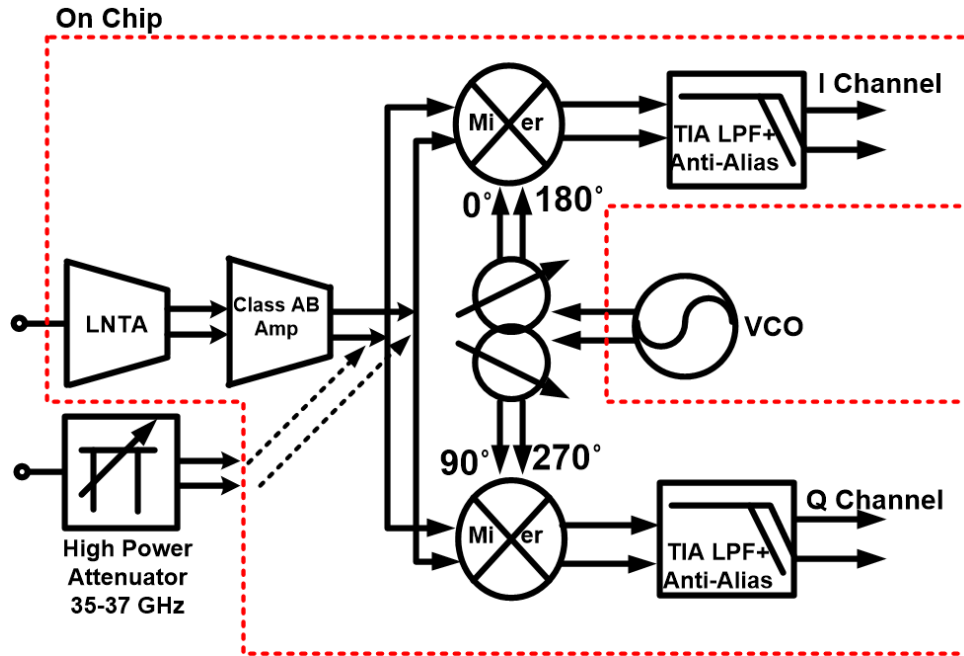 On Chip
I Channel
Mi er
TIA LPF+
Anti-Alias
0° 180°
Class AB
Amp
LNTA
VCO
90° 270°
Q Channel
Mi er
TIA LPF+
Anti-Alias
High Power
Attenuator
35-37 GHz